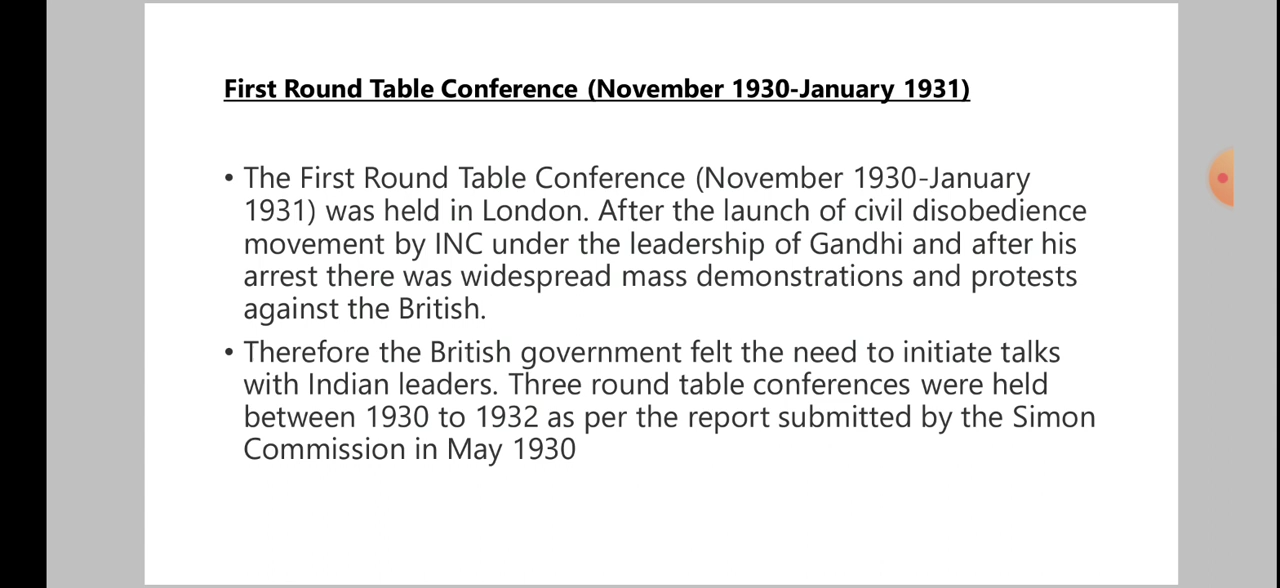 First Round Table Conference (November 1930-January 1931)
• The First Round Table Conference (November 1930-January
1931) was held in London. After the launch of civil disobedience
movement by INC under the leadership of Gandhi and after his
arrest there was widespread mass demonstrations and protests
against the British.
• Therefore the British government felt the need to initiate talks
with Indian leaders. Three round table conferences were held
between 1930 to 1932 as per the report submitted by the Simon
Commission in May 1930